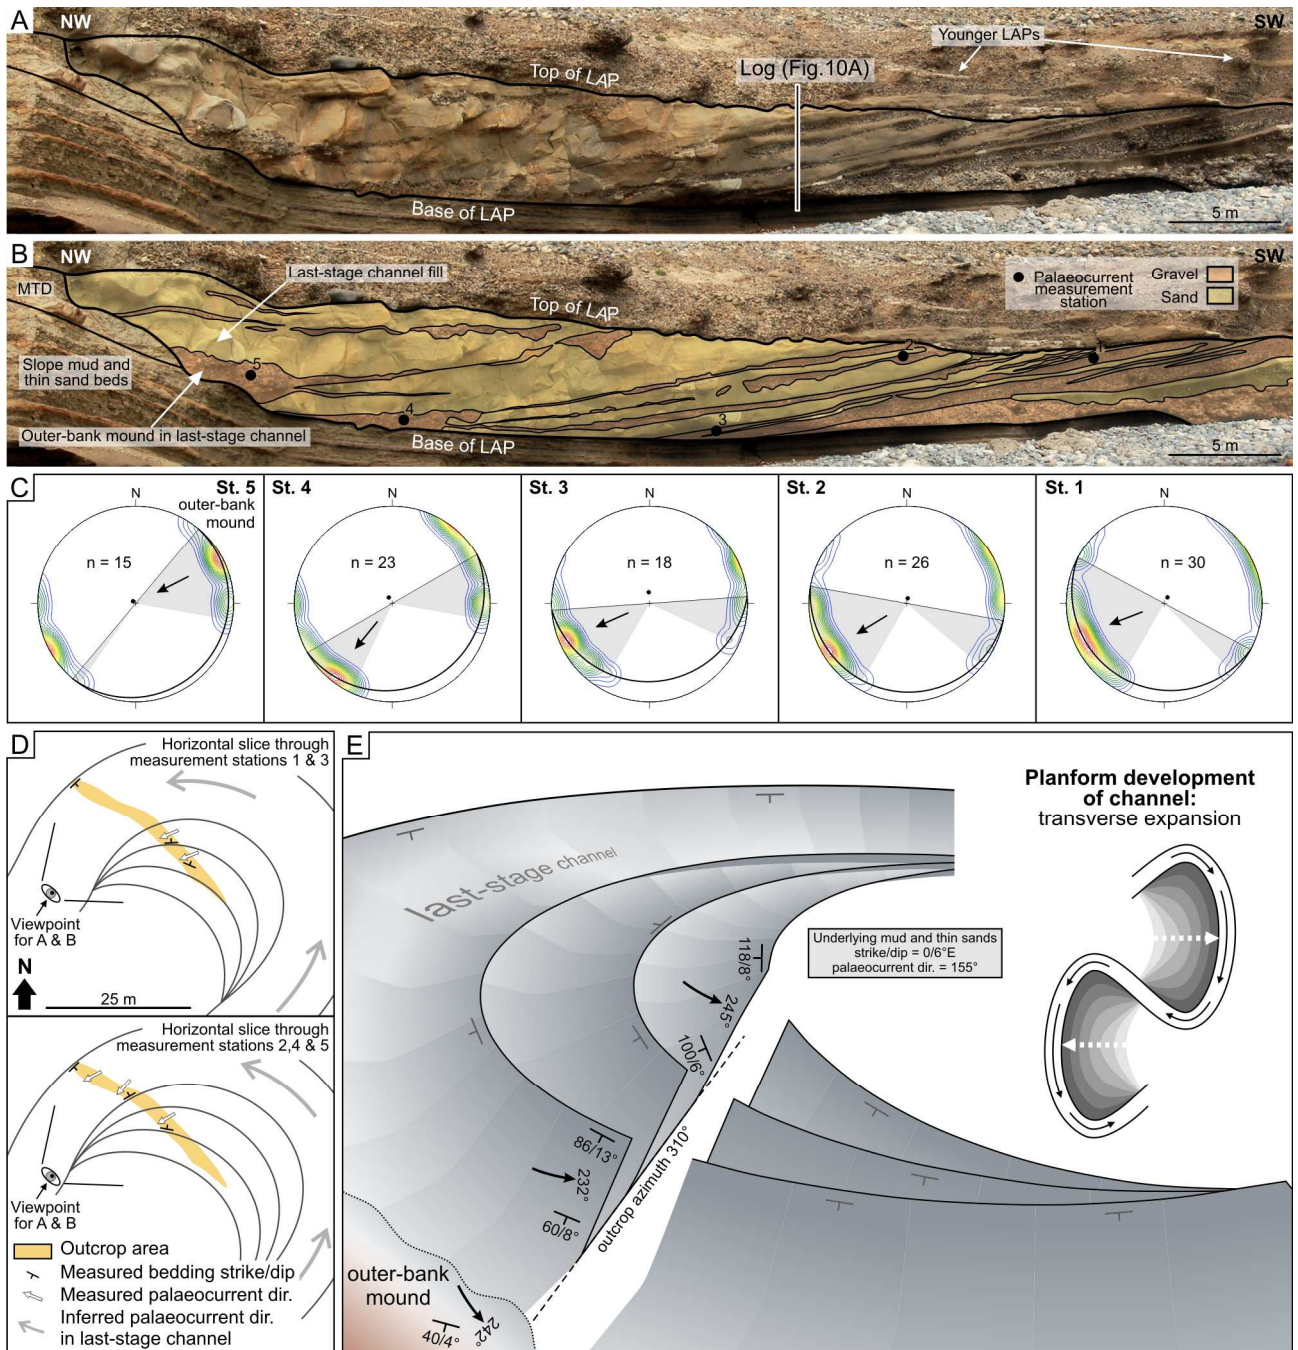 A
NW
SW
Younger LAPs
Top of LAP
Log (Fig.10A)
Base of LAP
5 m
B
NW
SW
MTD
Last-stage channel fill
Top of LAP
Palaeocurrent
measurement
station
Gravel
Sand
Slope mud and
thin sand beds
5
4
3
2
1
Outer-bank mound in last-stage channel
Base of LAP
5 m
C
St. 5
outer-bank
mound
N
n = 15
St. 4
N
n = 23
St. 3
N
n = 18
St. 2
N
n = 26
St. 1
N
n = 30
D
Horizontal slice through
measurement stations 1 & 3
Viewpoint
for A & B
N
25 m
Horizontal slice through
measurement stations 2,4 & 5
Viewpoint
for A & B
Outcrop area
Measured bedding strike/dip
Measured palaeocurrent dir.
Inferred palaeocurrent dir.
in last-stage channel
E
last-stage channel
Planform development
of channel:
transverse expansion
Underlying mud and thin sands
strike/dip = 0/6°E
palaeocurrent dir. = 155°
118/8°
245°
100/6°
86/13°
232°
60/8°
outcrop azimuth 310°
outer-bank
mound
242°
40/4°